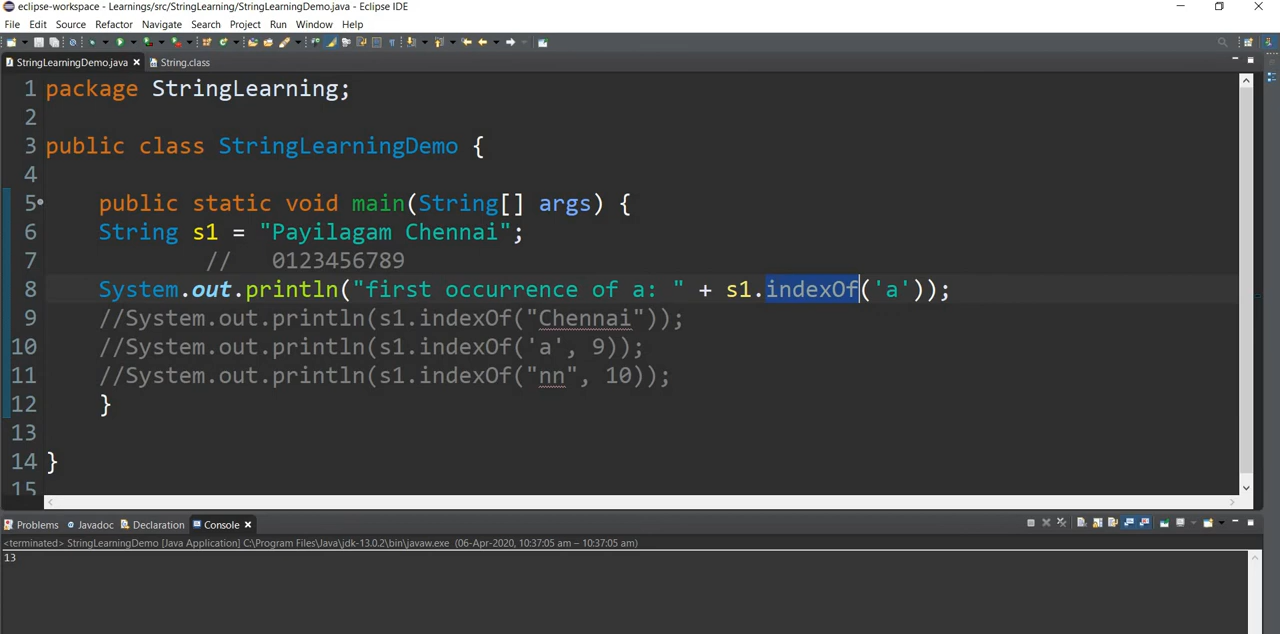 eclipse-workspace - Learnings/src/StringLearning/StringLearningDemo.java - Eclipse IDE
File Edit Source Refactor Navigate Search Project Run Window Help
StringLearningDemo.java String.class
1 package StringLearning;
2
3 public class StringLearningDemo {
4
5 public static void main(String[] args) {
6 String s1 = "Payilagam Chennai";
7 // 0123456789
8 System.out.println("first occurrence of a: " + s1.indexOf('a'));
9 //System.out.println(s1.indexOf("Chennai"));
10 //System.out.println(s1.indexOf('a', 9));
11 //System.out.println(s1.indexOf("nn", 10));
12 }
13
14 }
15
Problems Javadoc Declaration Console
<terminated> StringLearningDemo [Java Application] C:\Program Files\Java\jdk-13.0.2\bin\javaw.exe (06-Apr-2020, 10:37:05 am – 10:37:05 am)
13